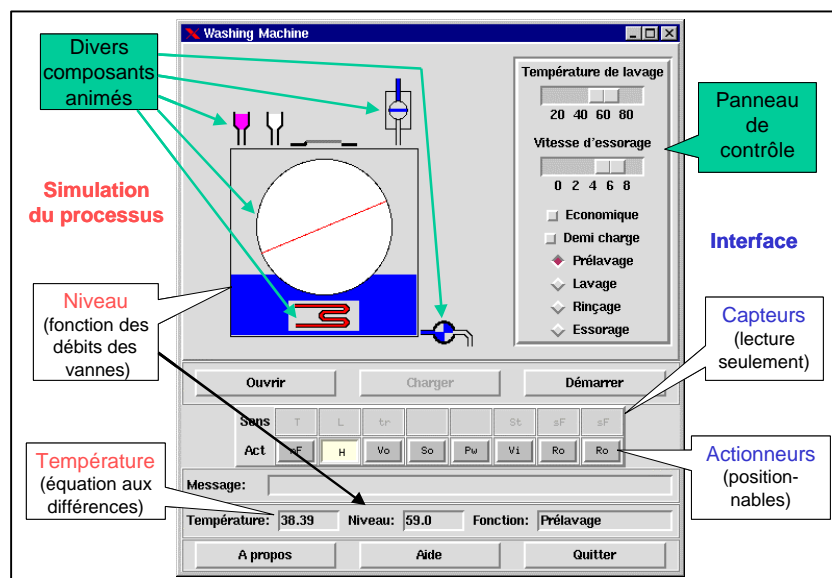 Washing Machine
Divers
composants
animés
Simulation
du processus
Niveau
(fonction des
débits des
vannes)
Température
(équation aux
différences)
Température de lavage
20 40 60 80
Vitesse d'essorage
0 2 4 6 8
Economique
Demi charge
Prélavage
Lavage
Rinçage
Essorage
Panneau
de
contrôle
Interface
Capteurs
(lecture
seulement)
Actionneurs
(position-
nables)
Ouvrir Charger Démarrer
Sens T L tr St sF sF
Act H Vo So Pw Vi Ro Ro
Message:
Température: 38.39 Niveau: 59.0 Fonction: Prélavage
A propos Aide Quitter